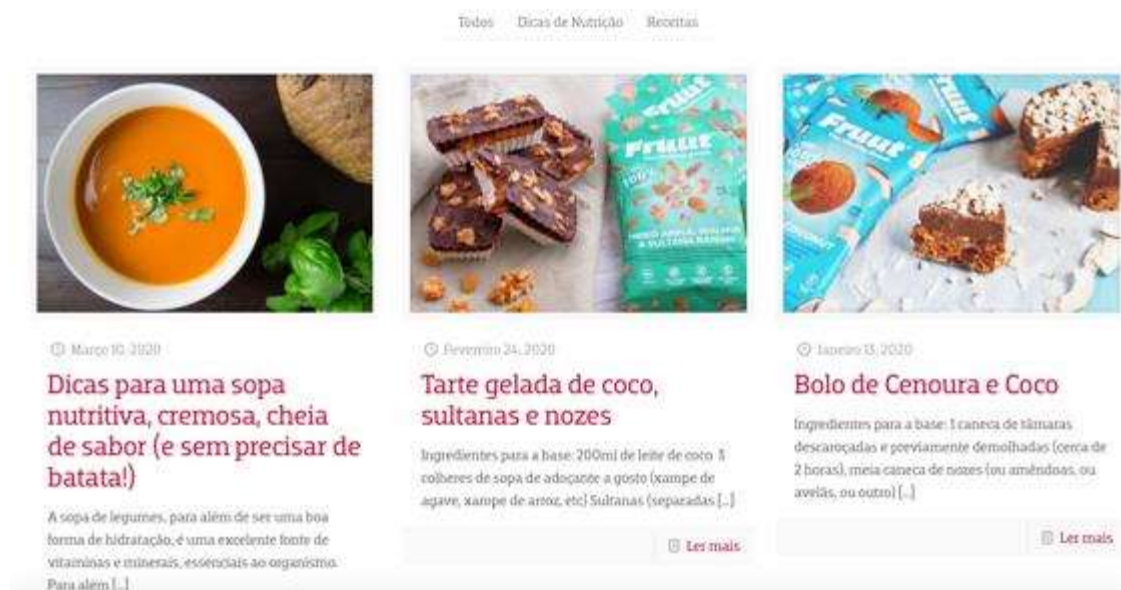 Todos Dicas de Nutrição Receitas
Fruut
Fruut
COCONUT
Março 10, 2020
Dicas para uma sopa
nutritiva, cremosa, cheia
de sabor (e sem precisar de
batata!)
A sopa de legumes, para além de ser uma boa
forma de hidratação, é uma excelente fonte de
vitaminas e minerais, essenciais ao organismo.
Para além [...]
Fevereiro 24, 2020
Tarte gelada de coco,
sultanas e nozes
Ingredientes para a base: 200ml de leite de coco 3
colheres de sopa de adoçante a gosto (xarope de
agave, xarope de arroz, etc) Sultanas (separadas [...]
Ler mais
Janeiro 13, 2020
Bolo de Cenoura e Coco
Ingredientes para a base: 1 caneca de tâmaras
descaroçadas e previamente demolhadas (cerca de
2 horas), meia caneca de nozes (ou amêndoas, ou
avelãs, ou outro) [...]
Ler mais